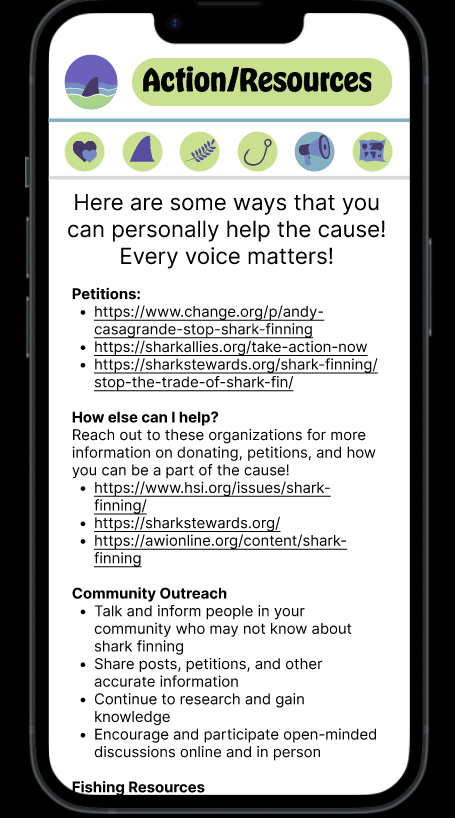 Action/Resources
Here are some ways that you
can personally help the cause!
Every voice matters!
Petitions:
• https://www.change.org/p/andy-
casagrande-stop-shark-finning
• https://sharkallies.org/take-action-now
• https://sharkstewards.org/shark-finning/
stop-the-trade-of-shark-fin/
How else can I help?
Reach out to these organizations for more
information on donating, petitions, and how
you can be a part of the cause!
• https://www.hsi.org/issues/shark-
finning/
• https://sharkstewards.org/
• https://awionline.org/content/shark-
finning
Community Outreach
• Talk and inform people in your
community who may not know about
shark finning
• Share posts, petitions, and other
accurate information
• Continue to research and gain
knowledge
• Encourage and participate open-minded
discussions online and in person
Fishing Resources